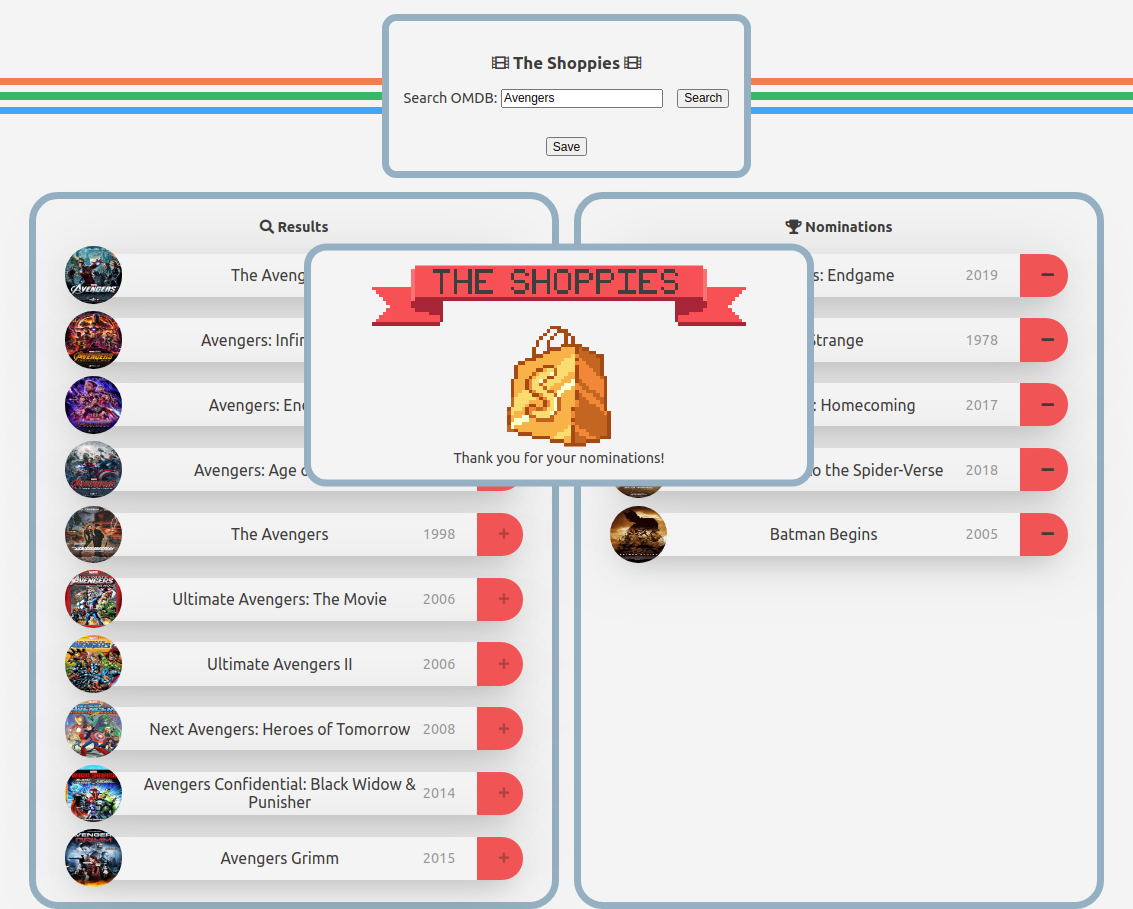 The Shoppies
Search OMDB: Avengers Search
Save
Results
The Aveng
Avengers: Infin
Avengers: En
Avengers: Age o
The Avengers 1998 +
Ultimate Avengers: The Movie 2006 +
Ultimate Avengers II 2006 +
Next Avengers: Heroes of Tomorrow 2008 +
Avengers Confidential: Black Widow &
Punisher 2014 +
Avengers Grimm 2015 +
Nominations
s: Endgame 2019 −
Strange 1978 −
: Homecoming 2017 −
o the Spider-Verse 2018 −
Batman Begins 2005 −
THE SHOPPIES
S
Thank you for your nominations!